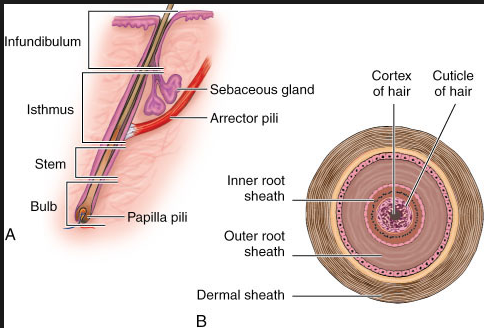 Infundibulum
Isthmus
Stem
Bulb
Sebaceous gland
Arrector pili
Papilla pili
A
Cortex
of hair
Cuticle
of hair
Inner root
sheath
Outer root
sheath
Dermal sheath
B